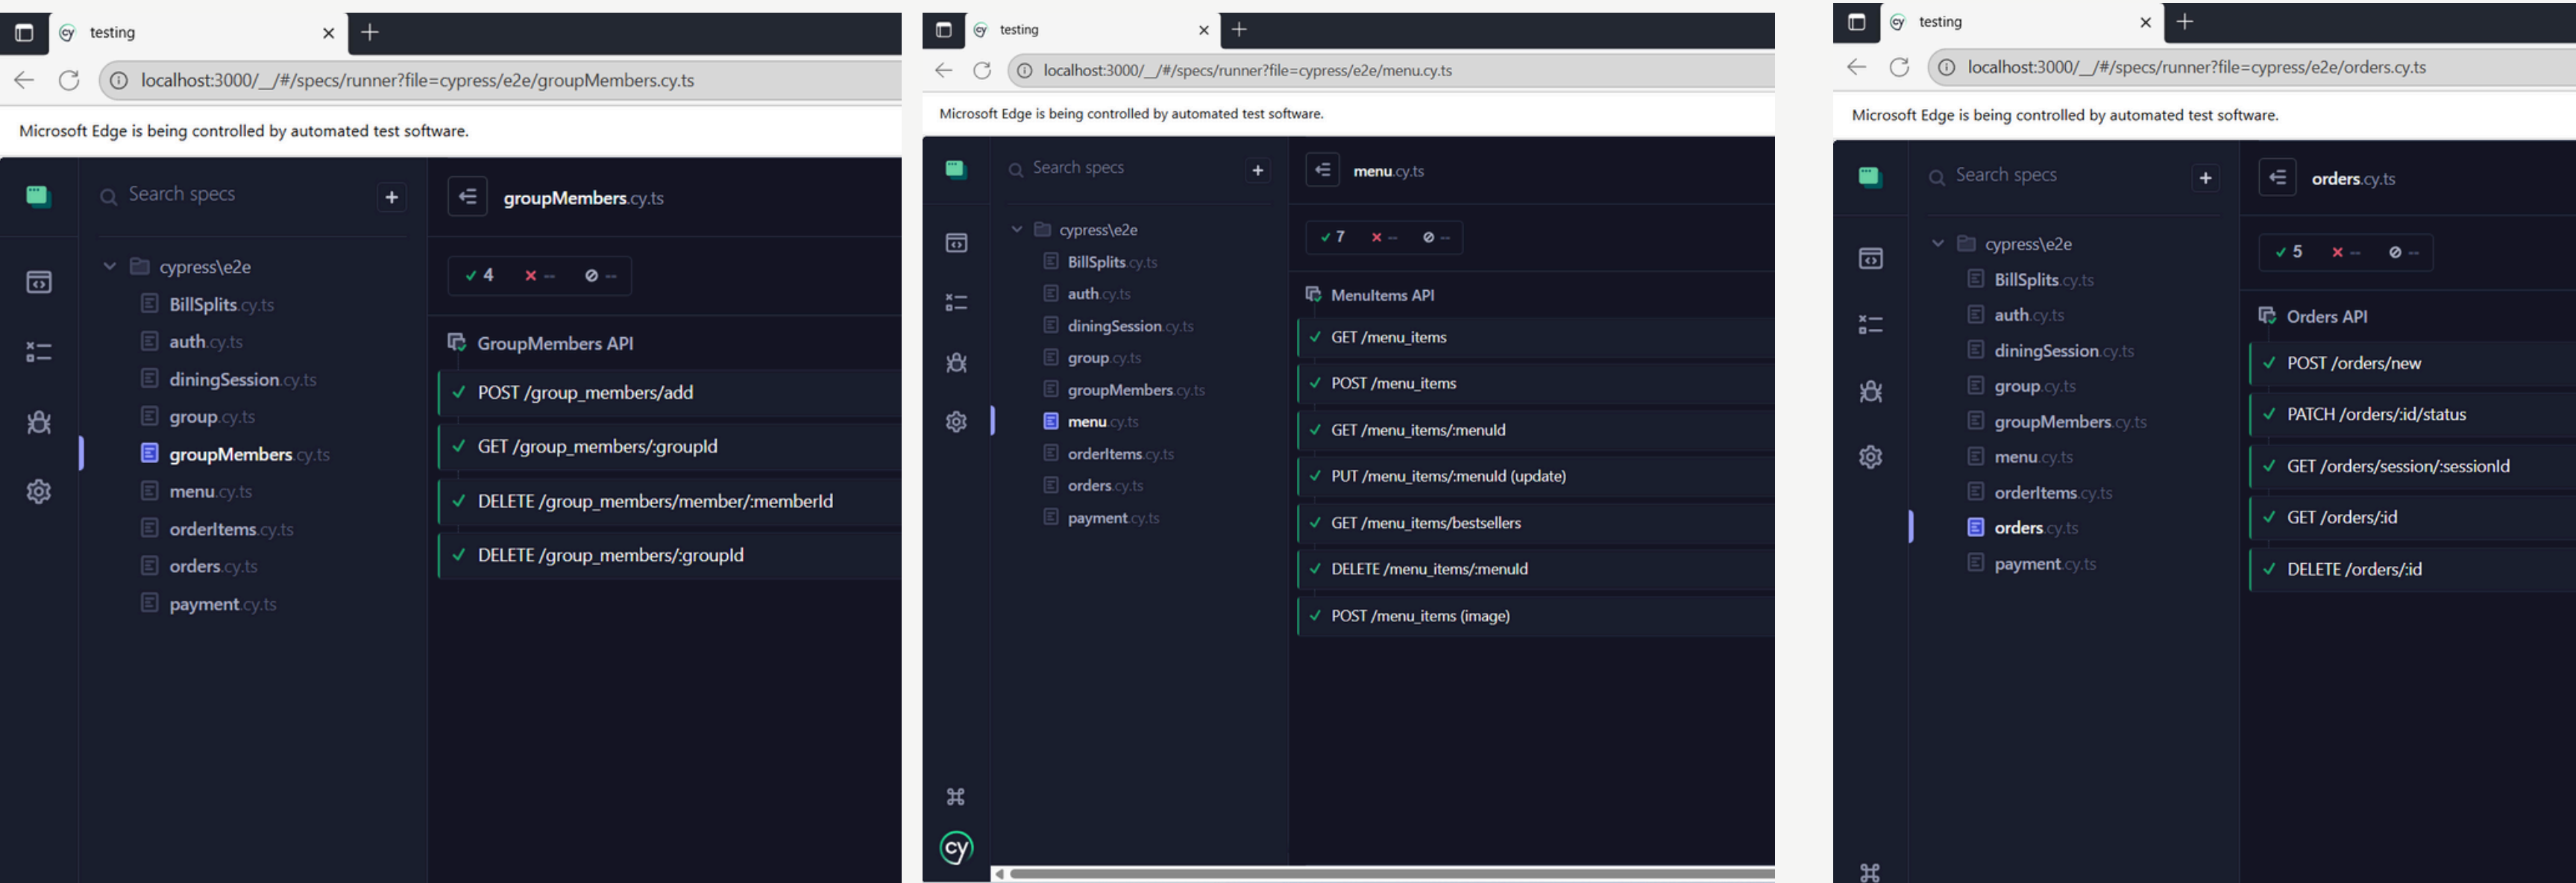 testing
localhost:3000/__/#/specs/runner?file=cypress/e2e/groupMembers.cy.ts
Microsoft Edge is being controlled by automated test software.
Search specs
groupMembers.cy.ts
cypress\e2e
4 -- --
BillSplits.cy.ts
auth.cy.ts
diningSession.cy.ts
group.cy.ts
groupMembers.cy.ts
menu.cy.ts
orderItems.cy.ts
orders.cy.ts
payment.cy.ts
GroupMembers API
POST /group_members/add
GET /group_members/:groupId
DELETE /group_members/member/:memberId
DELETE /group_members/:groupId
testing
localhost:3000/__/#/specs/runner?file=cypress/e2e/menu.cy.ts
Microsoft Edge is being controlled by automated test software.
Search specs
menu.cy.ts
cypress\e2e
7 -- --
BillSplits.cy.ts
auth.cy.ts
diningSession.cy.ts
group.cy.ts
groupMembers.cy.ts
menu.cy.ts
orderItems.cy.ts
orders.cy.ts
payment.cy.ts
MenuItems API
GET /menu_items
POST /menu_items
GET /menu_items/:menuId
PUT /menu_items/:menuId (update)
GET /menu_items/bestsellers
DELETE /menu_items/:menuId
POST /menu_items (image)
cy
testing
localhost:3000/__/#/specs/runner?file=cypress/e2e/orders.cy.ts
Microsoft Edge is being controlled by automated test software.
Search specs
orders.cy.ts
cypress\e2e
5 -- --
BillSplits.cy.ts
auth.cy.ts
diningSession.cy.ts
group.cy.ts
groupMembers.cy.ts
menu.cy.ts
orderItems.cy.ts
orders.cy.ts
payment.cy.ts
Orders API
POST /orders/new
PATCH /orders/:id/status
GET /orders/session/:sessionId
GET /orders/:id
DELETE /orders/:id